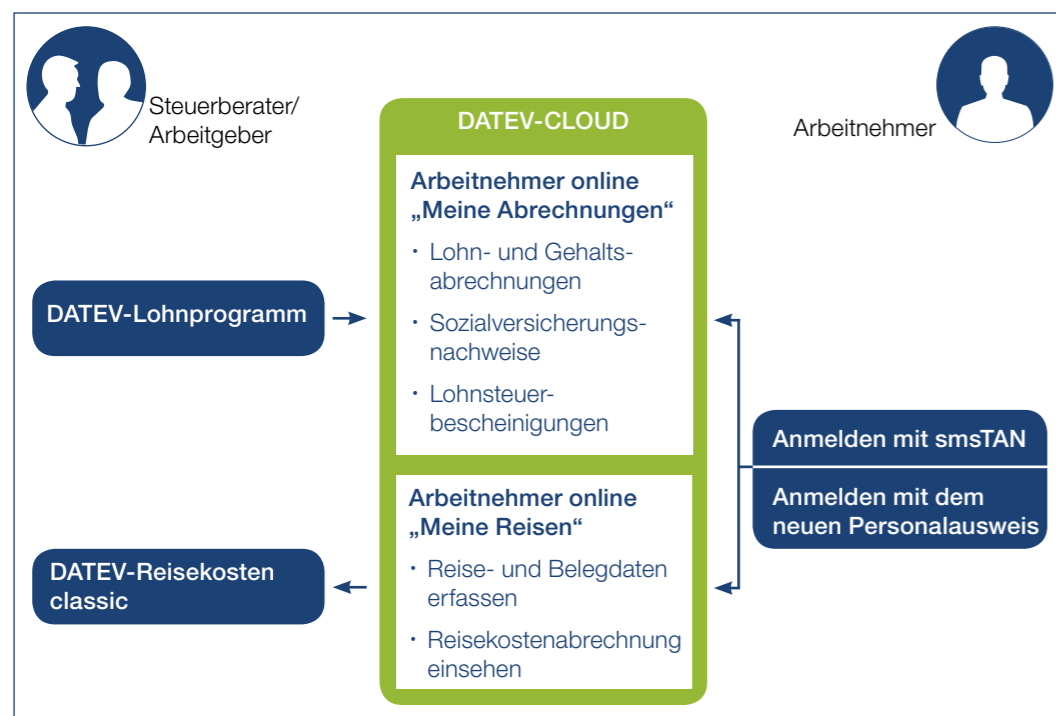 Steuerberater/
Arbeitgeber
DATEV-CLOUD
Arbeitnehmer
Arbeitnehmer online
„Meine Abrechnungen“
· Lohn- und Gehalts-
abrechnungen
· Sozialversicherungs-
nachweise
· Lohnsteuer-
bescheinigungen
DATEV-Lohnprogramm
Anmelden mit smsTAN
Anmelden mit dem
neuen Personalausweis
Arbeitnehmer online
„Meine Reisen“
· Reise- und Belegdaten
erfassen
· Reisekostenabrechnung
einsehen
DATEV-Reisekosten
classic